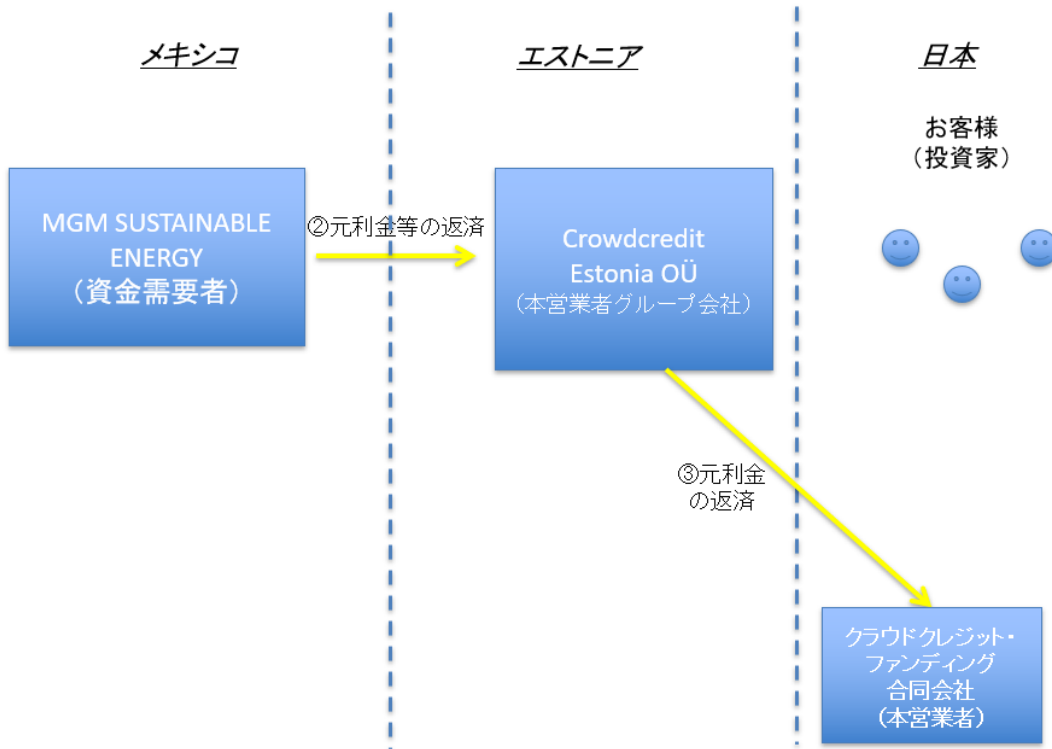 メキシコ
エストニア
日本
お客様
（投資家）
MGM SUSTAINABLE
ENERGY
（資金需要者）
②元利金等の返済
Crowdcredit
Estonia OÜ
（本営業者グループ会社）
③元利金
の返済
クラウドクレジット・
ファンディング
合同会社
（本営業者）